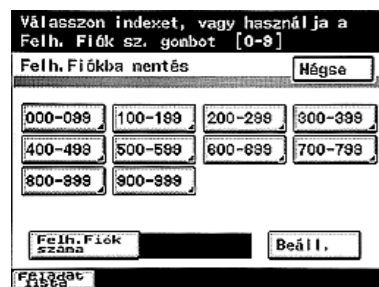 Válasszon indexet, vagy használja a
Felh. Fiók sz. gombot [0-9]
Felh.Fiókba mentés
Mégse
000-099 100-199 200-299 300-399
400-499 500-599 600-699 700-799
800-899 900-999
Felh.Fiók
száma
Beáll.
Feladat
lista